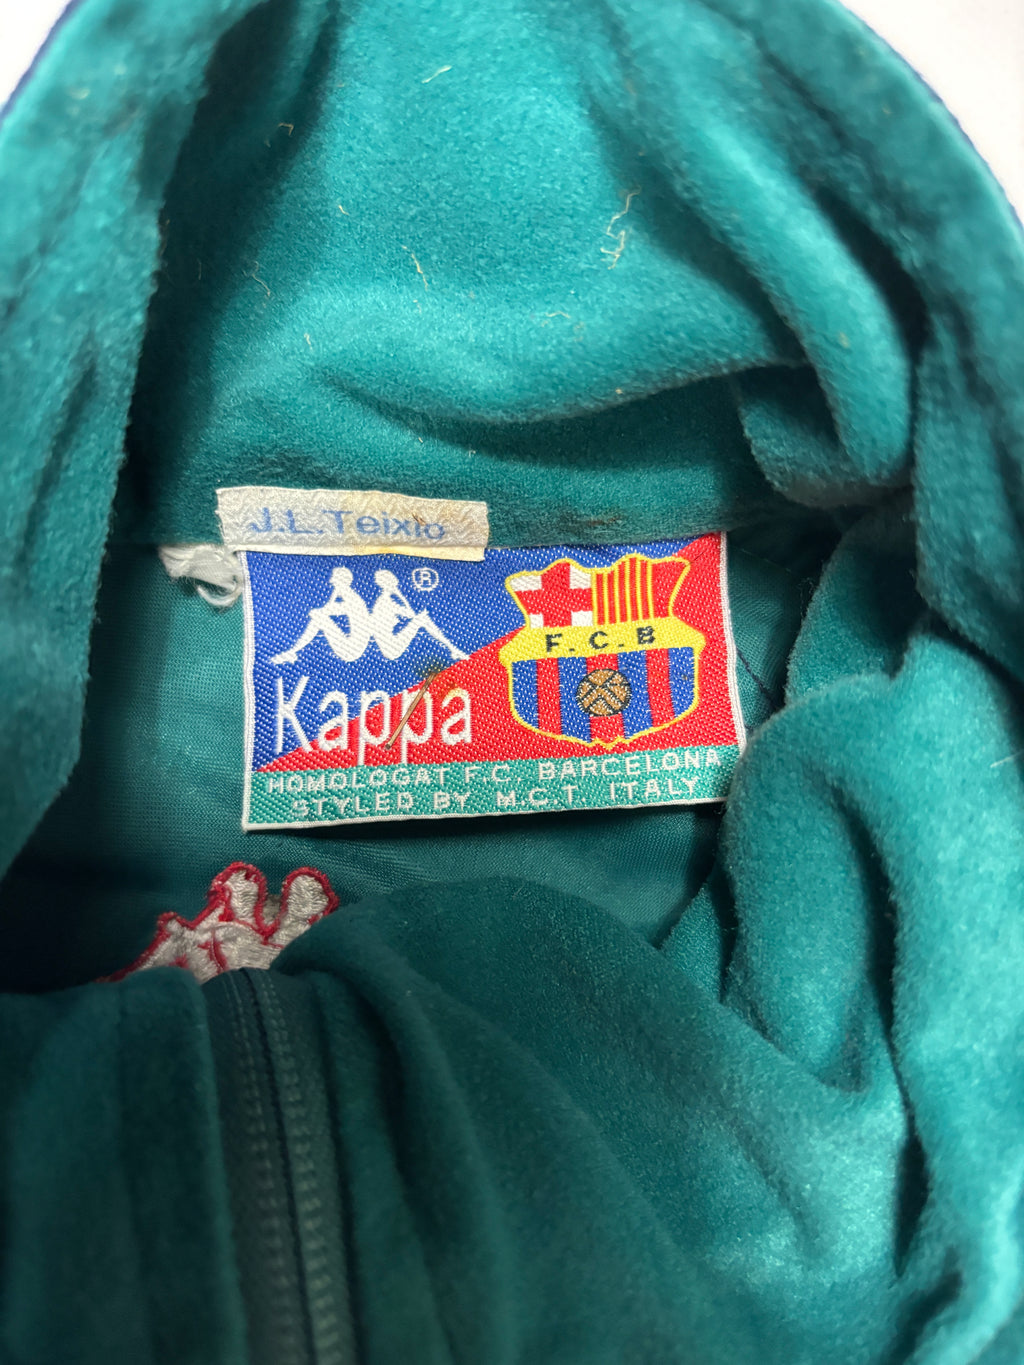 J.L.Teixio
®
Kappa
F.C.B
HOMOLOGAT F.C. BARCELONA
STYLED BY M.C.T. ITALY